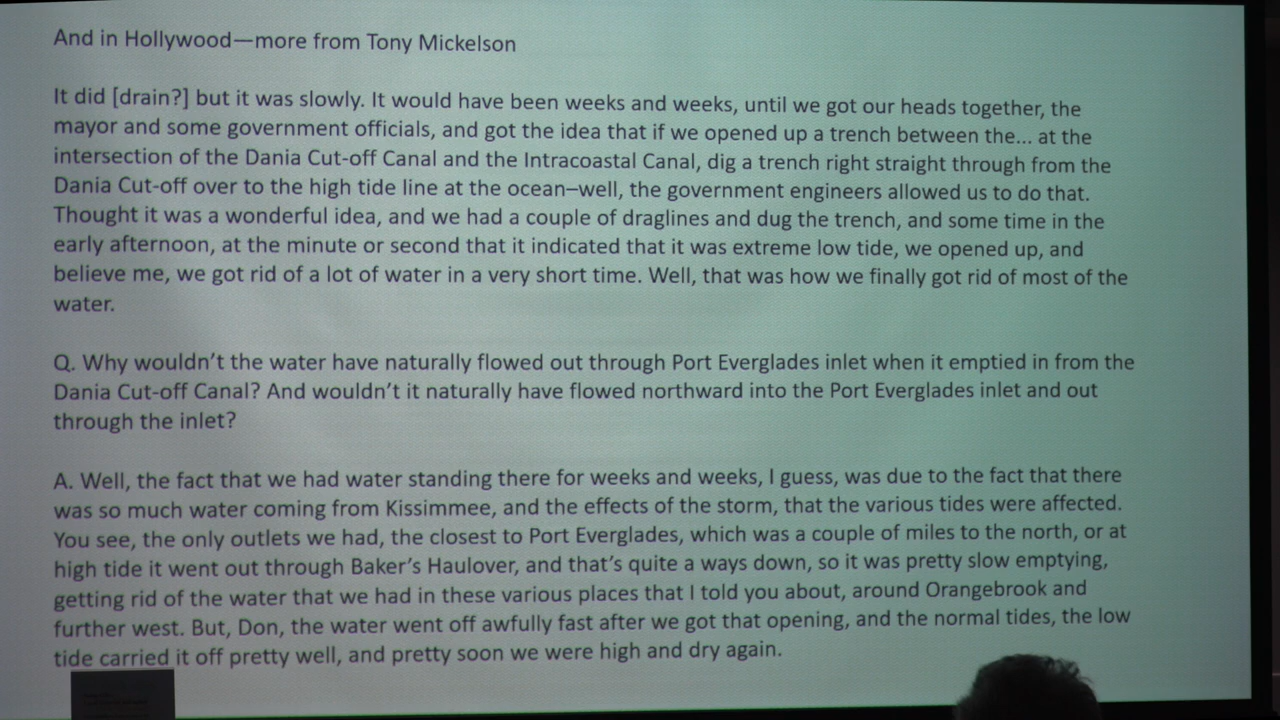 And in Hollywood—more from Tony Mickelson
It did [drain?] but it was slowly. It would have been weeks and weeks, until we got our heads together, the
mayor and some government officials, and got the idea that if we opened up a trench between the... at the
intersection of the Dania Cut-off Canal and the Intracoastal Canal, dig a trench right straight through from the
Dania Cut-off over to the high tide line at the ocean–well, the government engineers allowed us to do that.
Thought it was a wonderful idea, and we had a couple of draglines and dug the trench, and some time in the
early afternoon, at the minute or second that it indicated that it was extreme low tide, we opened up, and
believe me, we got rid of a lot of water in a very short time. Well, that was how we finally got rid of most of the
water.
Q. Why wouldn’t the water have naturally flowed out through Port Everglades inlet when it emptied in from the
Dania Cut-off Canal? And wouldn’t it naturally have flowed northward into the Port Everglades inlet and out
through the inlet?
A. Well, the fact that we had water standing there for weeks and weeks, I guess, was due to the fact that there
was so much water coming from Kissimmee, and the effects of the storm, that the various tides were affected.
You see, the only outlets we had, the closest to Port Everglades, which was a couple of miles to the north, or at
high tide it went out through Baker’s Haulover, and that’s quite a ways down, so it was pretty slow emptying,
getting rid of the water that we had in these various places that I told you about, around Orangebrook and
further west. But, Don, the water went off awfully fast after we got that opening, and the normal tides, the low
tide carried it off pretty well, and pretty soon we were high and dry again.